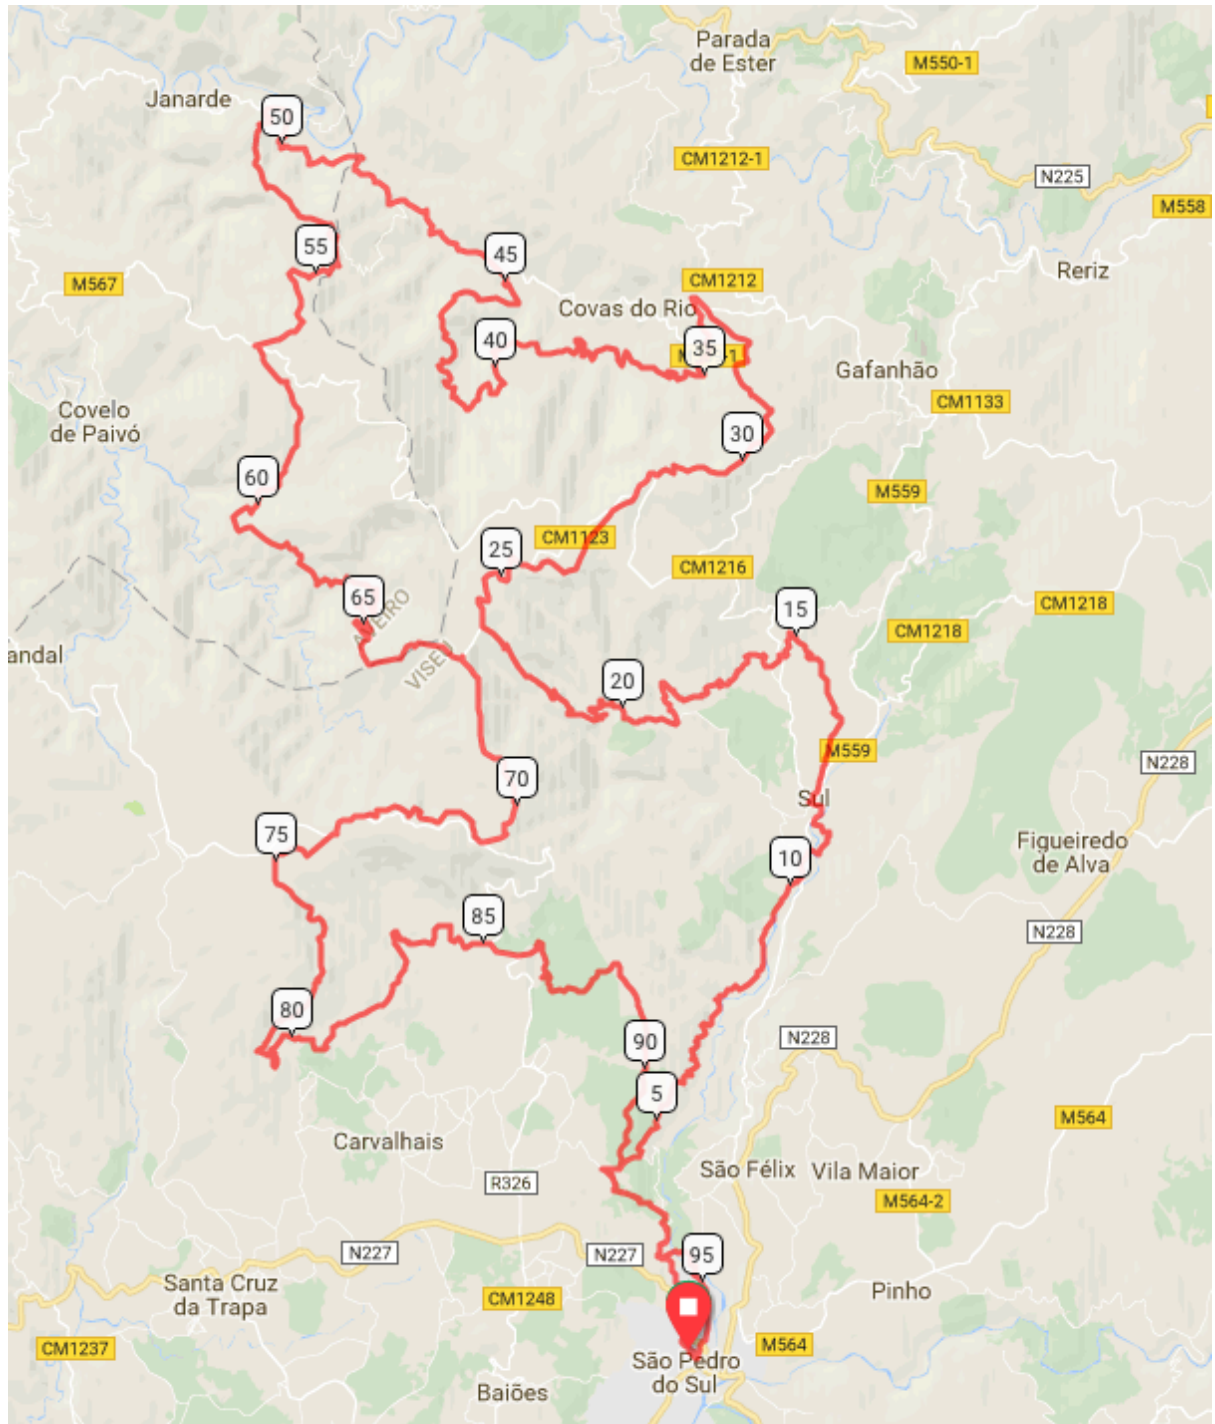 Parada
de Ester
M550-1
Janarde
50
CM1212-1
N225
M558
55
45
Reriz
M567
CM1212
Covas do Rio
40
35
-1
Gafanhão
Covelo
de Paivó
CM1133
30
60
M559
25
CM1123
CM1216
65
AVEIRO
15
CM1218
CM1218
andal
VISEU
20
M559
N228
70
Sul
75
10
Figueiredo
de Alva
85
N228
80
90
N228
5
M564
Carvalhais
São Félix
Vila Maior
R326
M564-2
N227
N227
95
Santa Cruz
da Trapa
CM1248
Pinho
CM1237
São Pedro
do Sul
M564
Baiões